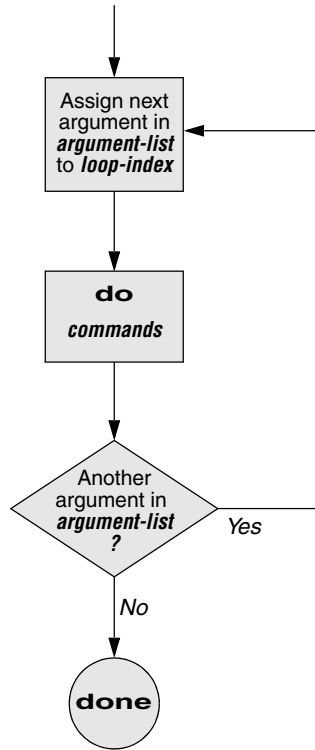 Assign next
argument in
argument-list
to loop-index
do
commands
Another
argument in
argument-list
?
Yes
No
done